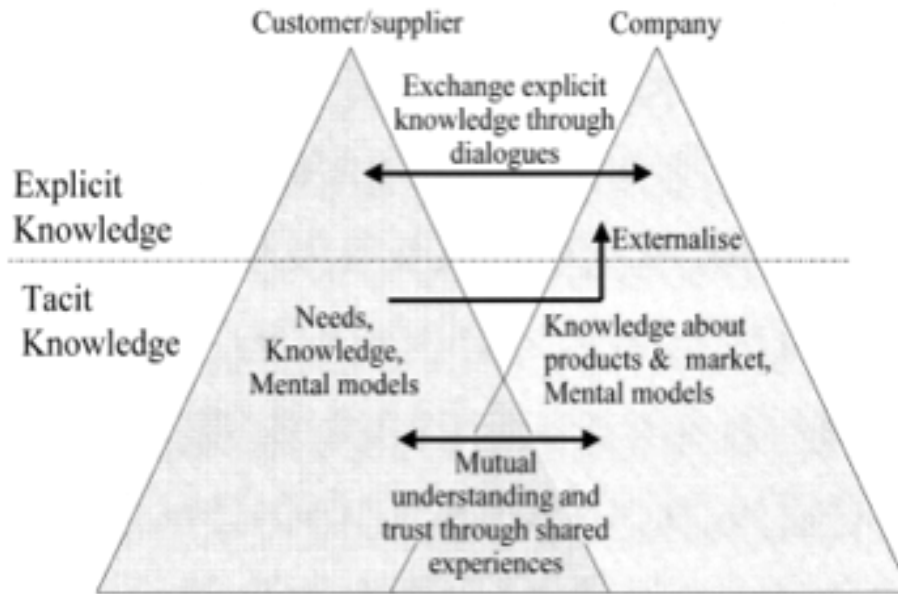 Customer/supplier
Company
Exchange explicit
knowledge through
dialogues
Explicit
Knowledge
Externalise
Tacit
Knowledge
Needs,
Knowledge,
Mental models
Knowledge about
products & market,
Mental models
Mutual
understanding and
trust through shared
experiences